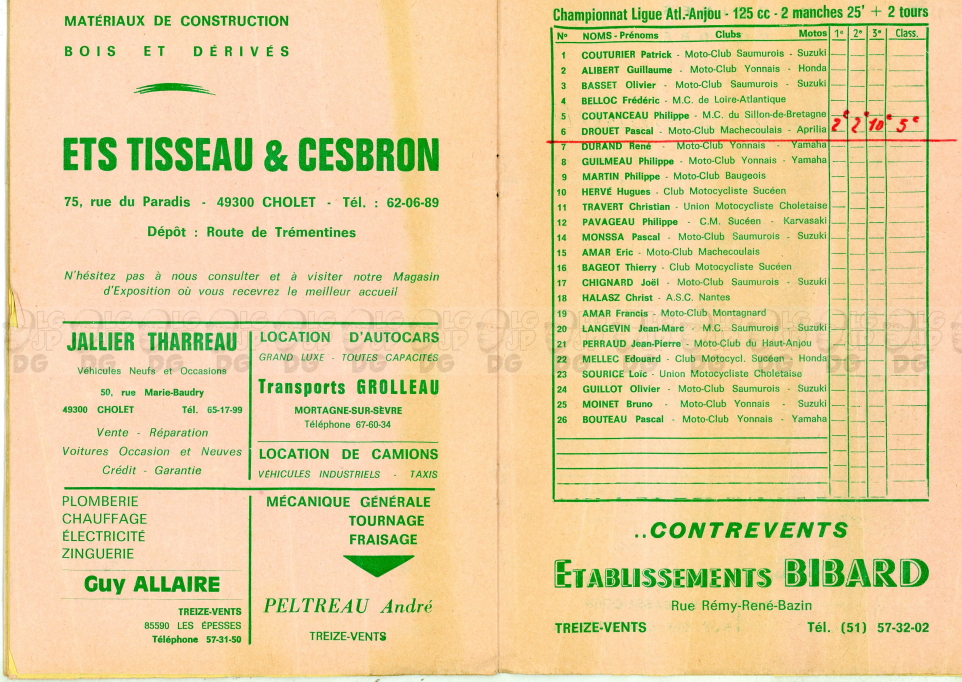 MATÉRIAUX DE CONSTRUCTION
BOIS ET DÉRIVÉS
ETS TISSEAU & CESBRON
75, rue du Paradis - 49300 CHOLET - Tél. : 62-06-89
Dépôt : Route de Trémentines
N'hésitez pas à nous consulter et à visiter notre Magasin
d'Exposition où vous recevrez le meilleur accueil
JALLIER THARREAU
Véhicules Neufs et Occasions
50, rue Marie-Baudry
49300 CHOLET Tél. 65-17-99
Vente - Réparation
Voitures Occasion et Neuves
Crédit - Garantie
LOCATION D'AUTOCARS
GRAND LUXE - TOUTES CAPACITÉS
Transports GROLLEAU
MORTAGNE-SUR-SÈVRE
Téléphone 67-60-34
LOCATION DE CAMIONS
VÉHICULES INDUSTRIELS - TAXIS
PLOMBERIE
CHAUFFAGE
ÉLECTRICITÉ
ZINGUERIE
Guy ALLAIRE
TREIZE-VENTS
85590 LES ÉPESSES
Téléphone 57-31-50
MÉCANIQUE GÉNÉRALE
TOURNAGE
FRAISAGE
PELTREAU André
TREIZE-VENTS
Championnat Ligue Atl.-Anjou - 125 cc - 2 manches 25' + 2 tours
N° NOMS - Prénoms Clubs Motos 1e 2e 3e Class.
1 COUTURIER Patrick - Moto-Club Saumurois - Suzuki
2 ALIBERT Guillaume - Moto-Club Yonnais - Honda
3 BASSET Olivier - Moto-Club Saumurois - Suzuki
4 BELLOC Frédéric - M.C. de Loire-Atlantique
5 COUTANCEAU Philippe - M.C. du Sillon-de-Bretagne
6 DROUET Pascal - Moto-Club Machecoulais - Aprilia 2e 2e 10e 5e
7 DURAND René - Moto-Club Yonnais - Yamaha
8 GUILMEAU Philippe - Moto-Club Yonnais - Yamaha
9 MARTIN Philippe - Moto-Club Baugeois
10 HERVÉ Hugues - Club Motocycliste Sucéen
11 TRAVERT Christian - Union Motocycliste Choletaise
12 PAVAGEAU Philippe - C.M. Sucéen - Karvasaki
14 MONSSA Pascal - Moto-Club Saumurois - Suzuki
15 AMAR Eric - Moto-Club Machecoulais
16 BAGEOT Thierry - Club Motocycliste Sucéen
17 CHIGNARD Joël - Moto-Club Saumurois - Suzuki
18 HALASZ Christ - A.S.C. Nantes
19 AMAR Francis - Moto-Club Montagnard
20 LANGEVIN Jean-Marc - M.C. Saumurois - Suzuki
21 PERRAUD Jean-Pierre - Moto-Club du Haut-Anjou
22 MELLEC Edouard - Club Motocycl. Sucéen - Honda
23 SOURICE Loic - Union Motocycliste Choletaise
24 GUILLOT Olivier - Moto-Club Saumurois - Suzuki
25 MOINET Bruno - Moto-Club Yonnais - Yamaha
26 BOUTEAU Pascal - Moto-Club Yonnais - Yamaha
..CONTREVENTS
ETABLISSEMENTS BIBARD
Rue Rémy-René-Bazin
TREIZE-VENTS Tél. (51) 57-32-02